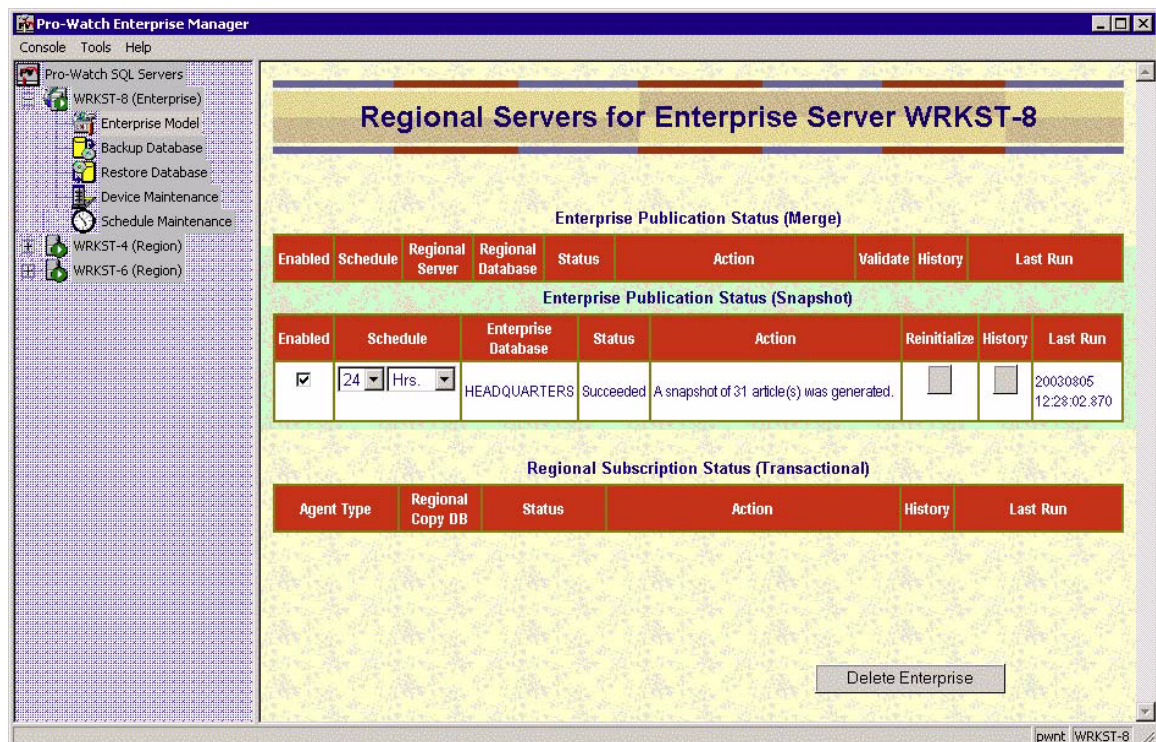 Pro-Watch Enterprise Manager
Console Tools Help
Pro-Watch SQL Servers
WRKST-8 (Enterprise)
Enterprise Model
Backup Database
Restore Database
Device Maintenance
Schedule Maintenance
WRKST-4 (Region)
WRKST-6 (Region)
Regional Servers for Enterprise Server WRKST-8
Enterprise Publication Status (Merge)
Enabled Schedule Regional Server Regional Database Status Action Validate History Last Run
Enterprise Publication Status (Snapshot)
Enabled Schedule Enterprise Database Status Action Reinitialize History Last Run
24 Hrs. HEADQUARTERS Succeeded A snapshot of 31 article(s) was generated. 20030805 12:28:02.870
Regional Subscription Status (Transactional)
Agent Type Regional Copy DB Status Action History Last Run
Delete Enterprise
pwnt WRKST-8